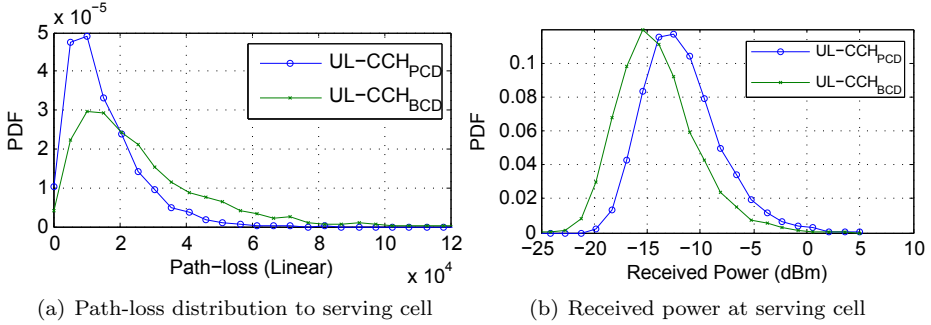 x 10⁻⁵
5
4
3
2
1
0
PDF
UL−CCH_PCD
UL−CCH_BCD
0 2 4 6 8 10 12
Path−loss (Linear)
x 10⁴
(a) Path-loss distribution to serving cell
0.1
0.08
0.06
0.04
0.02
0
PDF
UL−CCH_PCD
UL−CCH_BCD
−25 −20 −15 −10 −5 0 5 10
Received Power (dBm)
(b) Received power at serving cell